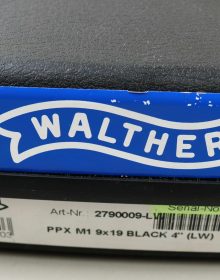 WALTHER
Serial-No
Art-Nr.: 2790009-LW
PPX M1 9x19 BLACK 4" (LW)